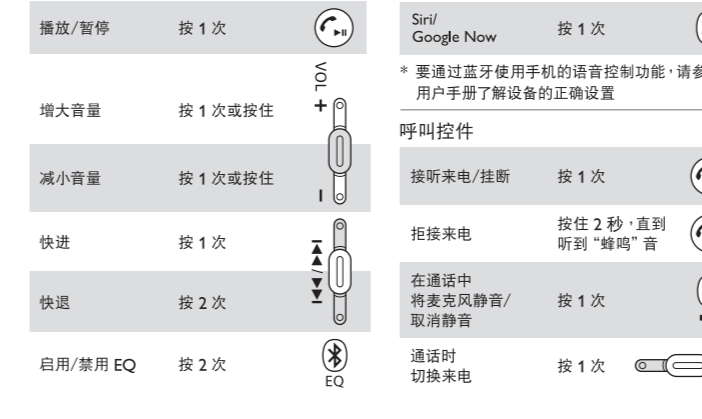 播放/暂停 按 1 次
VOL
增大音量 按 1 次或按住 +
减小音量 按 1 次或按住 −
快进 按 1 次
快退 按 2 次
启用/禁用 EQ 按 2 次
EQ
Siri/
Google Now 按 1 次
* 要通过蓝牙使用手机的语音控制功能，请参
用户手册了解设备的正确设置
呼叫控件
接听来电/挂断 按 1 次
拒接来电 按住 2 秒，直到
听到 “蜂鸣” 音
在通话中
将麦克风静音/ 按 1 次
取消静音
通话时
切换来电 按 1 次